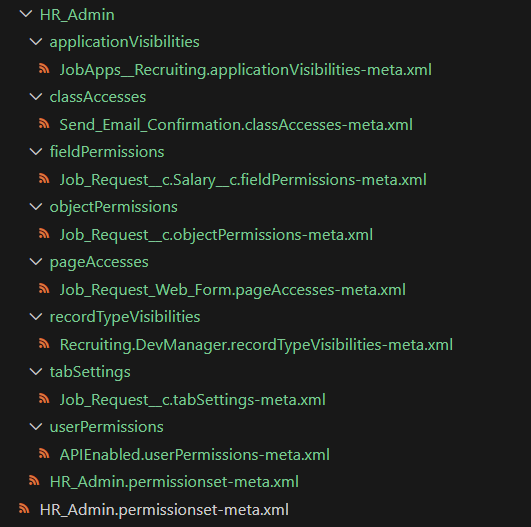 HR_Admin
applicationVisibilities
JobApps__Recruiting.applicationVisibilities-meta.xml
classAccesses
Send_Email_Confirmation.classAccesses-meta.xml
fieldPermissions
Job_Request__c.Salary__c.fieldPermissions-meta.xml
objectPermissions
Job_Request__c.objectPermissions-meta.xml
pageAccesses
Job_Request_Web_Form.pageAccesses-meta.xml
recordTypeVisibilities
Recruiting.DevManager.recordTypeVisibilities-meta.xml
tabSettings
Job_Request__c.tabSettings-meta.xml
userPermissions
APIEnabled.userPermissions-meta.xml
HR_Admin.permissionset-meta.xml
HR_Admin.permissionset-meta.xml